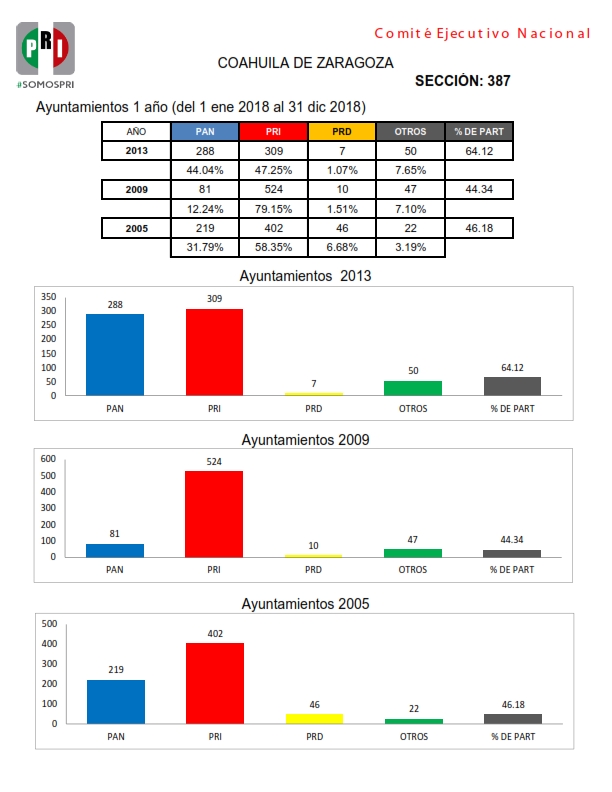 Comité Ejecutivo Nacional
PRI
#SOMOSPRI
COAHUILA DE ZARAGOZA
SECCIÓN: 387
Ayuntamientos 1 año (del 1 ene 2018 al 31 dic 2018)
AÑO PAN PRI PRD OTROS % DE PART
2013 288 309 7 50 64.12
44.04% 47.25% 1.07% 7.65%
2009 81 524 10 47 44.34
12.24% 79.15% 1.51% 7.10%
2005 219 402 46 22 46.18
31.79% 58.35% 6.68% 3.19%
Ayuntamientos 2013
350
300
250
200
150
100
50
0
288 309 7 50 64.12
PAN PRI PRD OTROS % DE PART
Ayuntamientos 2009
600
500
400
300
200
100
0
81 524 10 47 44.34
PAN PRI PRD OTROS % DE PART
Ayuntamientos 2005
500
400
300
200
100
0
219 402 46 22 46.18
PAN PRI PRD OTROS % DE PART